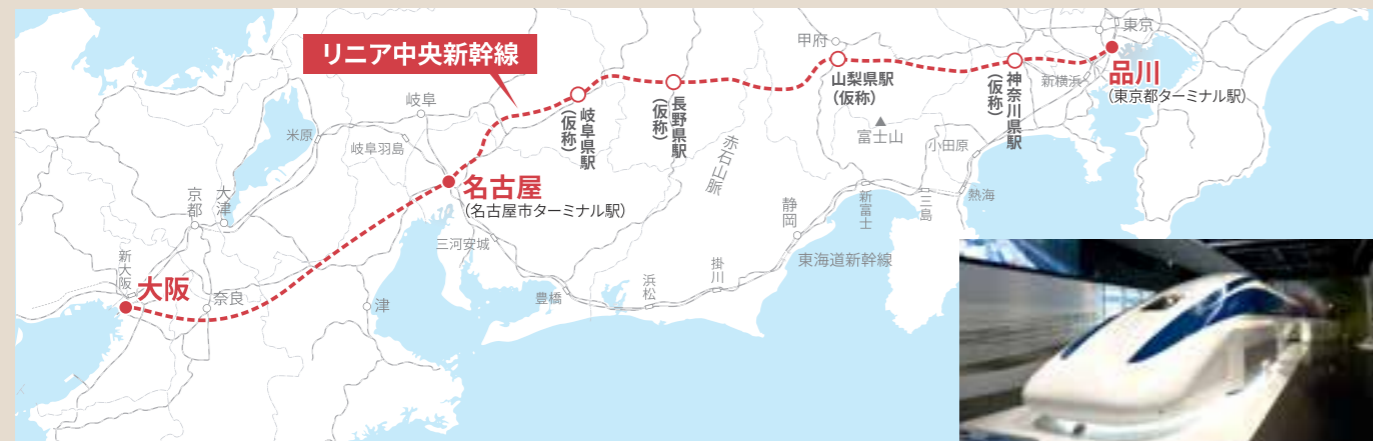 リニア中央新幹線
東京
品川
(東京都ターミナル駅)
新横浜
神奈川県駅
(仮称)
甲府
山梨県駅
(仮称)
富士山
小田原
熱海
三島
新富士
静岡
東海道新幹線
掛川
浜松
豊橋
三河安城
赤石山脈
長野県駅
(仮称)
岐阜県駅
(仮称)
名古屋
(名古屋市ターミナル駅)
岐阜
岐阜羽島
米原
大津
京都
新大阪
大阪
奈良
津